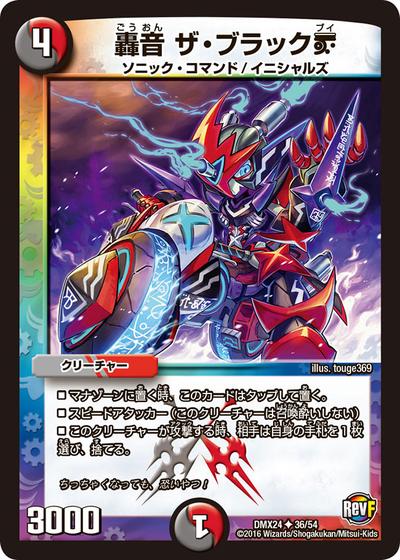 4
ごうおん ブイ
轟音 ザ・ブラックV
ソニック・コマンド / イニシャルズ
illus. touge369
クリーチャー
■ マナゾーンに置く時、このカードはタップして置く。
■ スピードアタッカー（このクリーチャーは召喚酔いしない）
■ このクリーチャーが攻撃する時、相手は自身の手札を1枚
選び、捨てる。
ちっちゃくなっても、恐いやつ！
RevF
3000
1
DMX24 ◆ 36/54
©2016 Wizards/Shogakukan/Mitsui-Kids